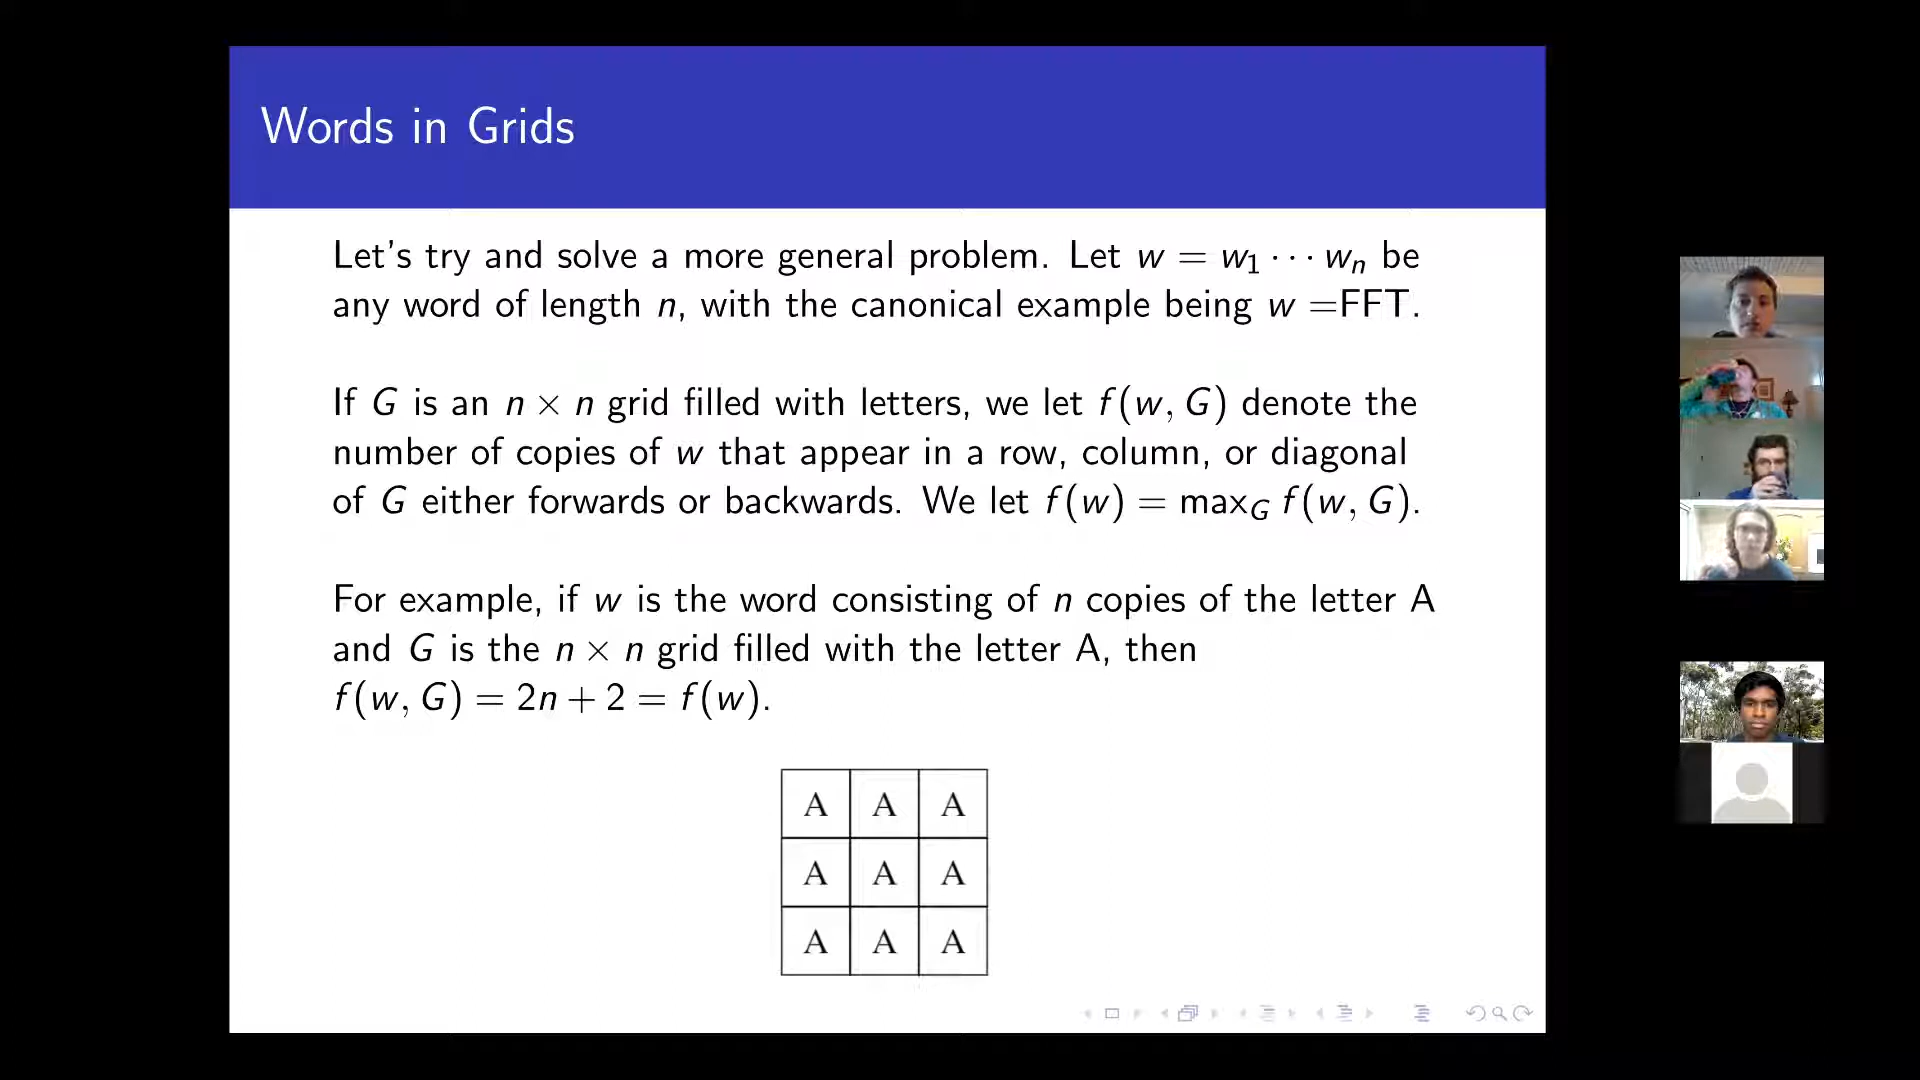 Words in Grids
Let's try and solve a more general problem. Let w = w₁ ··· wₙ be
any word of length n, with the canonical example being w =FFT.
If G is an n × n grid filled with letters, we let f(w, G) denote the
number of copies of w that appear in a row, column, or diagonal
of G either forwards or backwards. We let f(w) = max_G f(w, G).
For example, if w is the word consisting of n copies of the letter A
and G is the n × n grid filled with the letter A, then
f(w, G) = 2n + 2 = f(w).
A A A
A A A
A A A